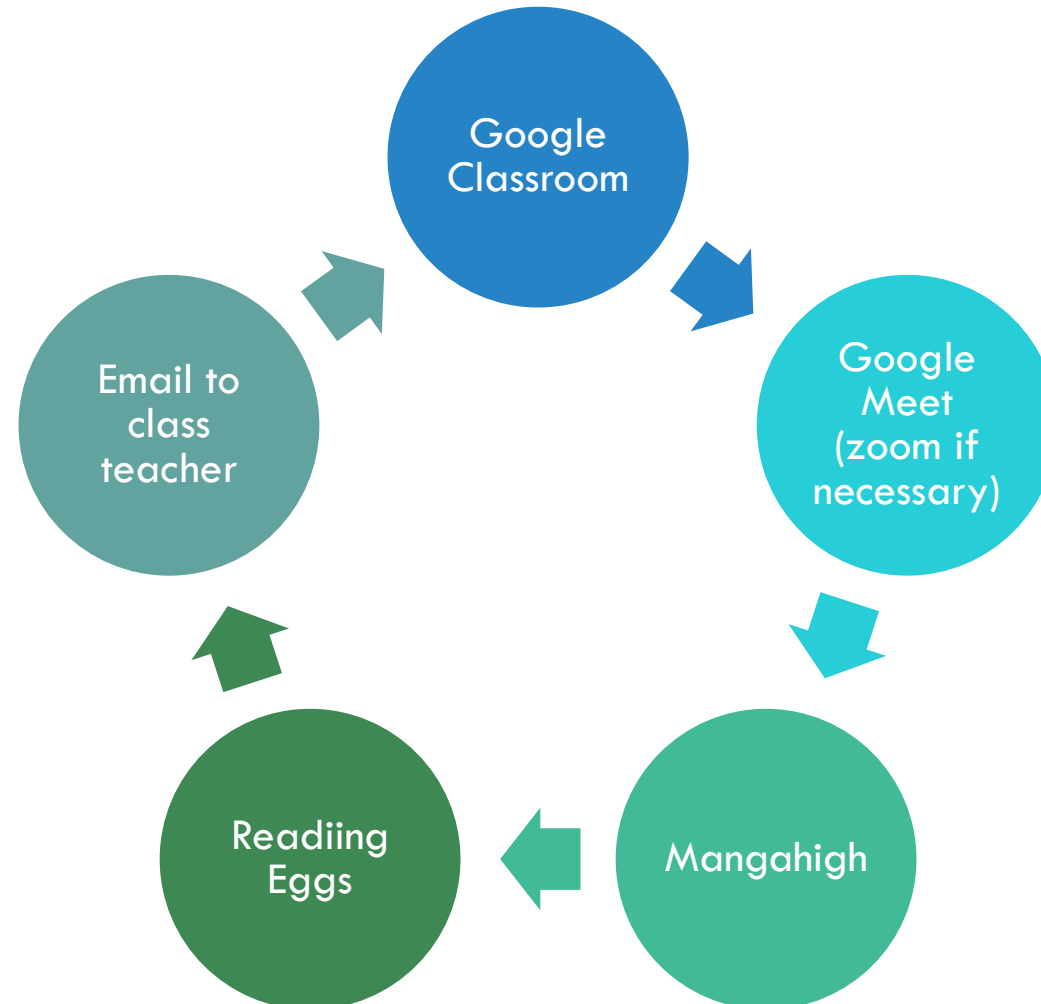 Google
Classroom
Google
Meet
(zoom if
necessary)
Mangahigh
Readiing
Eggs
Email to
class
teacher